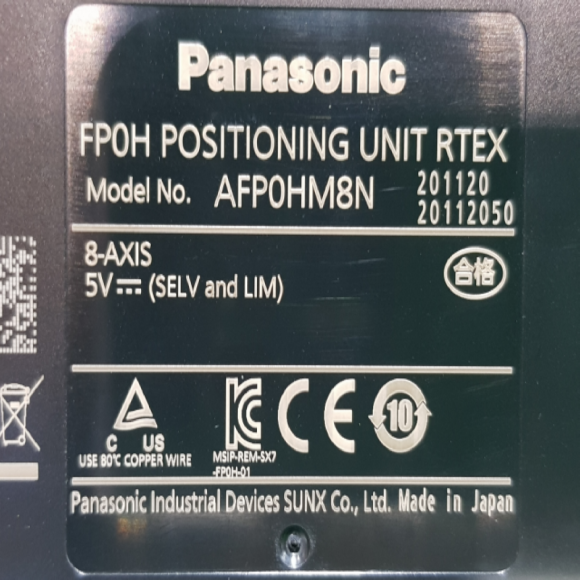 Panasonic
FP0H POSITIONING UNIT RTEX
Model No. AFP0HM8N 201120
20112050
8-AXIS
5V⎓ (SELV and LIM)
合格
C US
USE 80°C COPPER WIRE
KC
MSIP-REM-SX7
-FP0H-01
CE
10
Panasonic Industrial Devices SUNX Co., Ltd. Made in Japan